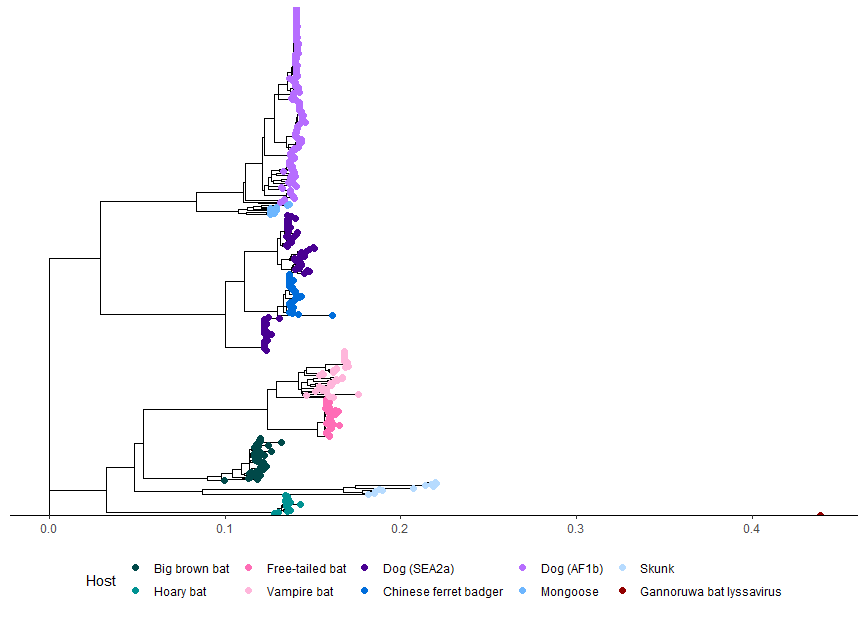 0.0 0.1 0.2 0.3 0.4
Host Big brown bat Free-tailed bat Dog (SEA2a) Dog (AF1b) Skunk
Hoary bat Vampire bat Chinese ferret badger Mongoose Gannoruwa bat lyssavirus